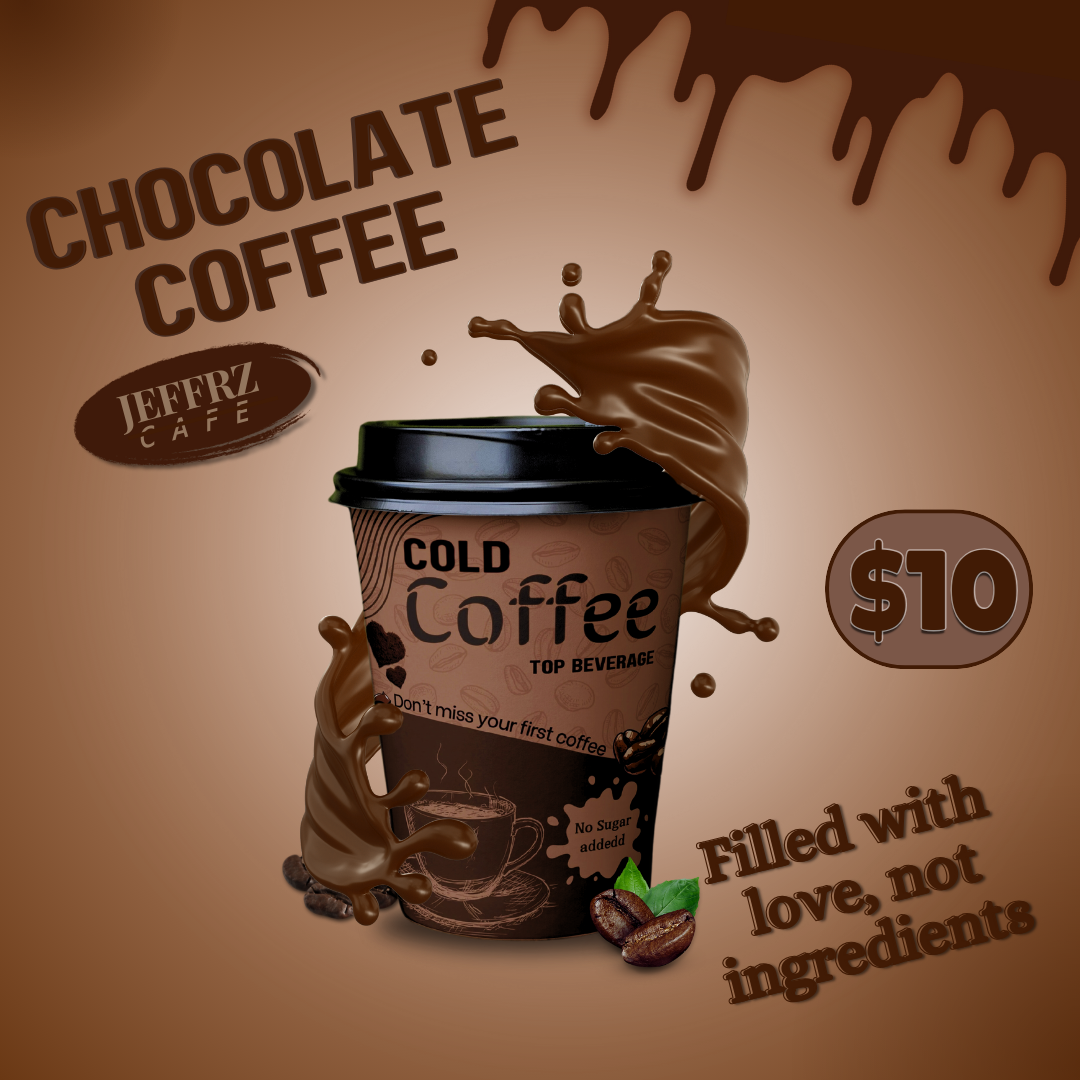 CHOCOLATE
COFFEE
JEFFRZ
CAFE
COLD
Coffee
TOP BEVERAGE
Don't miss your first coffee
No Sugar
addedd
$10
Filled with
love, not
ingredients